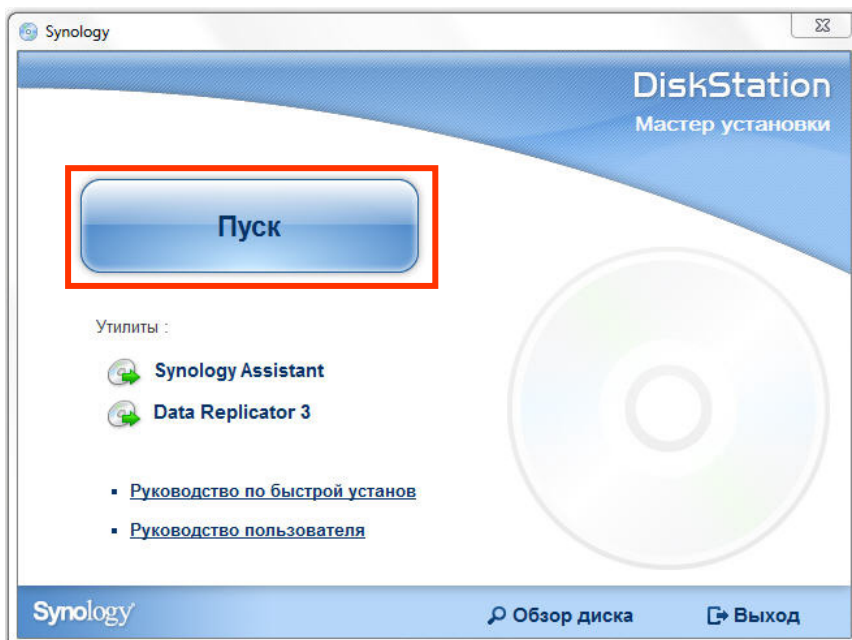 Synology
DiskStation
Мастер установки
Пуск
Утилиты :
Synology Assistant
Data Replicator 3
Руководство по быстрой установ
Руководство пользователя
Synology
Обзор диска
Выход